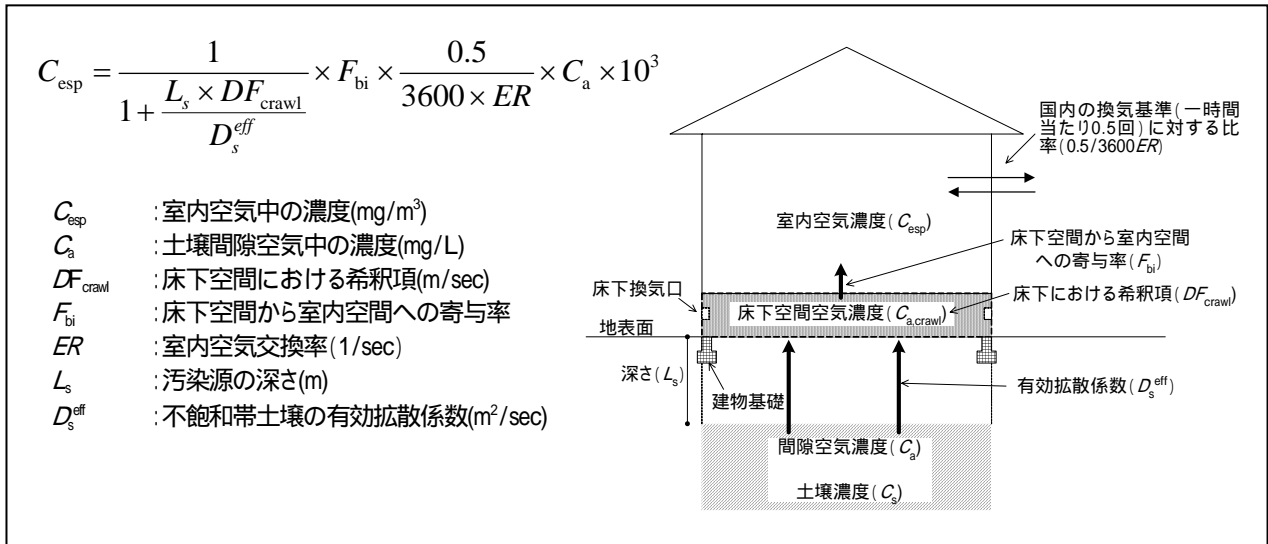 C_esp = 1 / (1 + (L_s × DF_crawl) / D_s^eff) × F_bi × 0.5 / (3600 × ER) × C_a × 10^3
C_esp :室内空気中の濃度(mg/m³)
C_a :土壌間隙空気中の濃度(mg/L)
DF_crawl :床下空間における希釈項(m/sec)
F_bi :床下空間から室内空間への寄与率
ER :室内空気交換率(1/sec)
L_s :汚染源の深さ(m)
D_s^eff :不飽和帯土壌の有効拡散係数(m²/sec)
国内の換気基準(一時間
当たり0.5回)に対する比
率(0.5/3600ER)
室内空気濃度(C_esp)
床下空間から室内空間
への寄与率(F_bi)
床下換気口
床下空間空気濃度(C_a,crawl)
床下における希釈項(DF_crawl)
地表面
深さ(L_s)
建物基礎
有効拡散係数(D_s^eff)
間隙空気濃度(C_a)
土壌濃度(C_s)